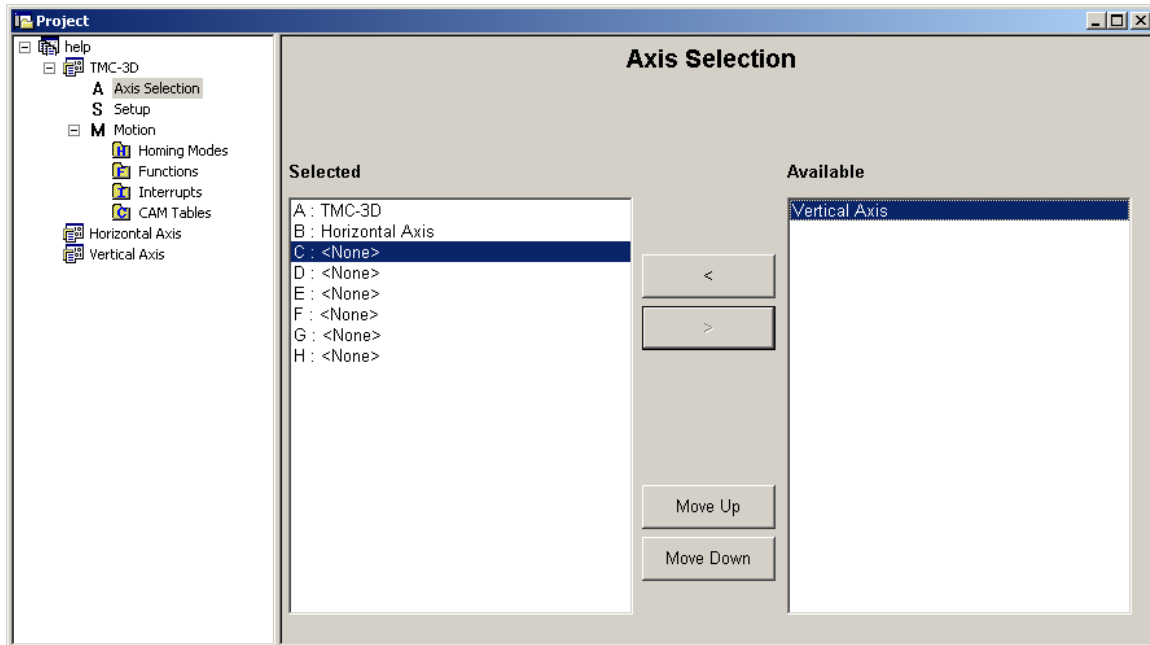 Project
help
TMC-3D
A Axis Selection
S Setup
M Motion
H Homing Modes
F Functions
I Interrupts
C CAM Tables
Horizontal Axis
Vertical Axis
Axis Selection
Selected
A : TMC-3D
B : Horizontal Axis
C : <None>
D : <None>
E : <None>
F : <None>
G : <None>
H : <None>
<
>
Move Up
Move Down
Available
Vertical Axis